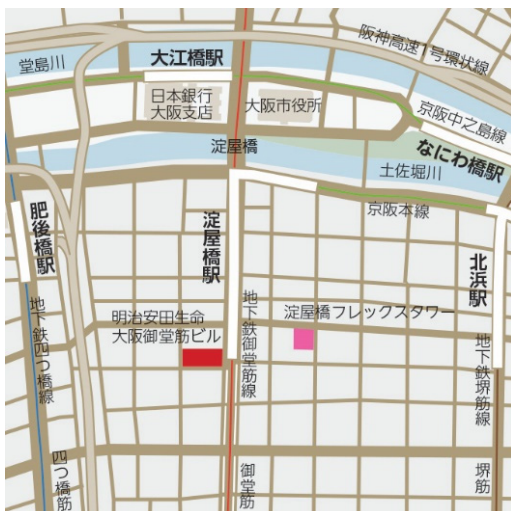 阪神高速1号環状線
堂島川
大江橋駅
日本銀行
大阪支店
大阪市役所
京阪中之島線
淀屋橋
なにわ橋駅
土佐堀川
京阪本線
肥後橋駅
淀屋橋駅
北浜駅
地下鉄四つ橋線
明治安田生命
大阪御堂筋ビル
地下鉄御堂筋線
淀屋橋フレックスタワー
地下鉄堺筋線
四つ橋筋
御堂筋
堺筋